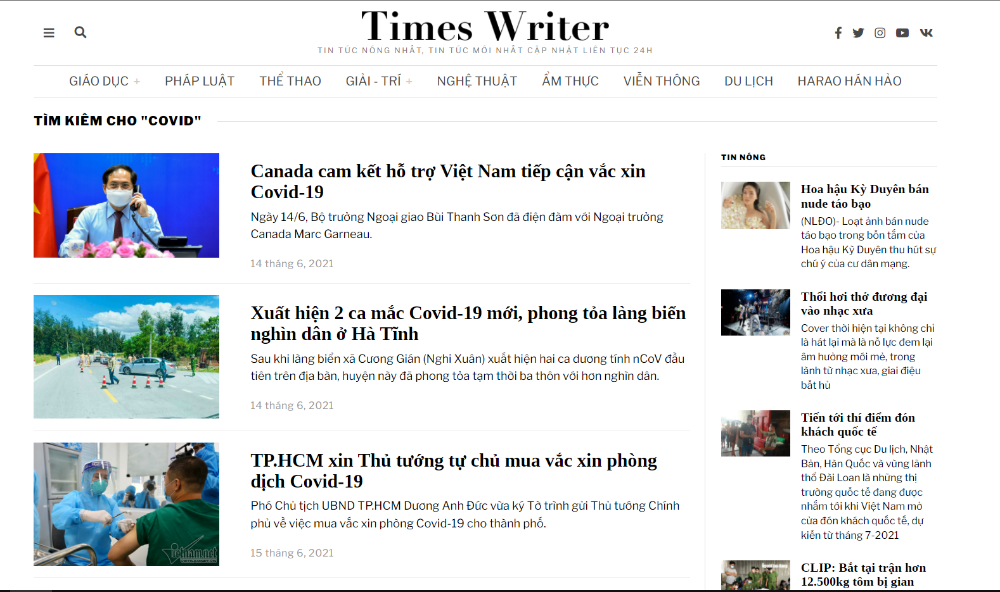 Times Writer
TIN TỨC NÓNG NHẤT, TIN TỨC MỚI NHẤT CẬP NHẬT LIÊN TỤC 24H
GIÁO DỤC +
PHÁP LUẬT
THỂ THAO
GIẢI - TRÍ +
NGHỆ THUẬT
ẨM THỰC
VIỄN THÔNG
DU LỊCH
HARAO HÁN HẢO
TÌM KIẾM CHO "COVID"
Canada cam kết hỗ trợ Việt Nam tiếp cận vắc xin
Covid-19
Ngày 14/6, Bộ trưởng Ngoại giao Bùi Thanh Sơn đã điện đàm với Ngoại trưởng
Canada Marc Garneau.
14 tháng 6, 2021
Xuất hiện 2 ca mắc Covid-19 mới, phong tỏa làng biển
nghìn dân ở Hà Tĩnh
Sau khi làng biển xã Cương Gián (Nghi Xuân) xuất hiện hai ca dương tính nCoV đầu
tiên trên địa bàn, huyện này đã phong tỏa tạm thời ba thôn với hơn nghìn dân.
14 tháng 6, 2021
vietnamnet
VIETNAMNET.VN
TP.HCM xin Thủ tướng tự chủ mua vắc xin phòng
dịch Covid-19
Phó Chủ tịch UBND TP.HCM Dương Anh Đức vừa ký Tờ trình gửi Thủ tướng Chính
phủ về việc mua vắc xin phòng Covid-19 cho thành phố.
15 tháng 6, 2021
TIN NÓNG
Hoa hậu Kỳ Duyên bán
nude táo bạo
(NLĐO)- Loạt ảnh bán nude
táo bạo trong bồn tắm của
Hoa hậu Kỳ Duyên thu hút sự
chú ý của cư dân mạng.
Thổi hơi thở đương đại
vào nhạc xưa
Cover thời hiện tại không chỉ
là hát lại mà là nỗ lực đem lại
âm hưởng mới mẻ, trong
lành từ nhạc xưa, giai điệu
bất hủ
Tiến tới thí điểm đón
khách quốc tế
Theo Tổng cục Du lịch, Nhật
Bản, Hàn Quốc và vùng lãnh
thổ Đài Loan là những thị
trường quốc tế đang được
nhắm tới khi Việt Nam mở
cửa đón khách quốc tế, dự
kiến từ tháng 7-2021
CLIP: Bắt tại trận hơn
12.500kg tôm bị gian